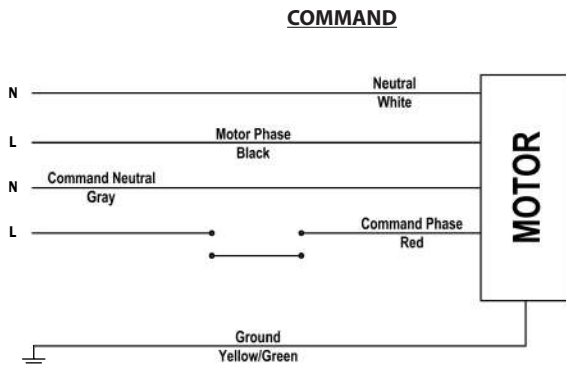 COMMAND
Neutral
N
White
Motor Phase
L
Black
Command Neutral
N
Gray
Command Phase
L
Red
MOTOR
Ground
Yellow/Green